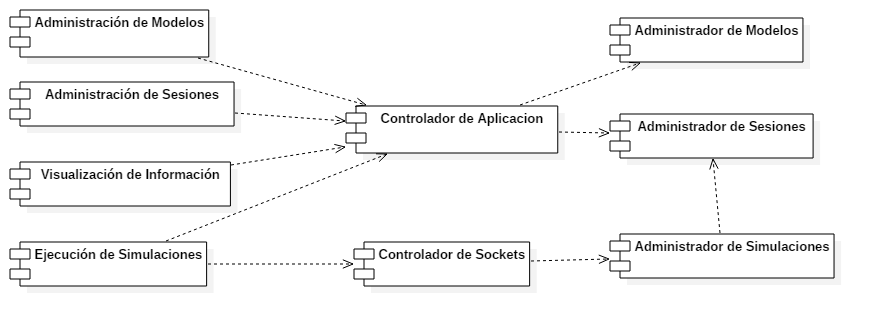 Administración de Modelos
Administrador de Modelos
Administración de Sesiones
Controlador de Aplicacion
Administrador de Sesiones
Visualización de Información
Ejecución de Simulaciones
Controlador de Sockets
Administrador de Simulaciones